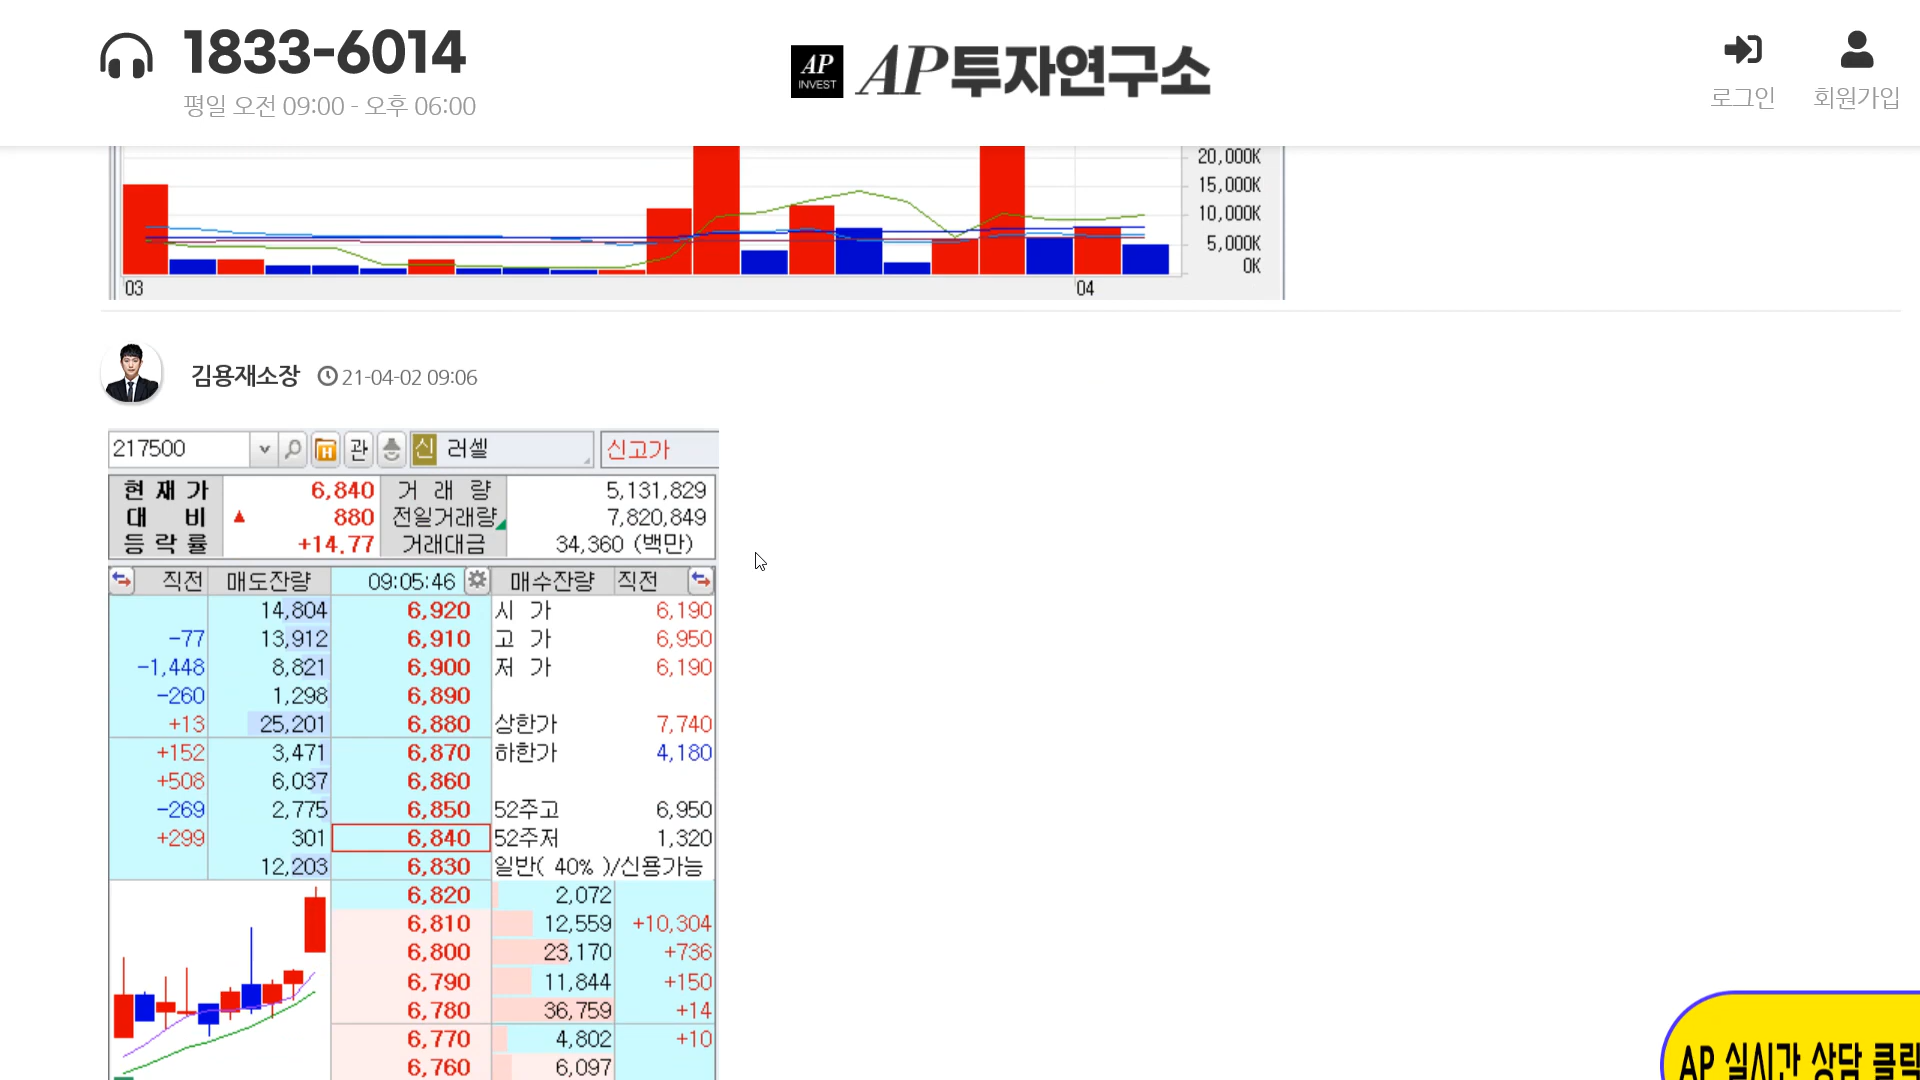 1833-6014
평일 오전 09:00 - 오후 06:00
AP
INVEST
AP투자연구소
로그인
회원가입
20,000K
15,000K
10,000K
5,000K
0K
03
04
김용재소장 21-04-02 09:06
217500 관 신 러셀 신고가
현재가 6,840 거래량 5,131,829
대비 ▲ 880 전일거래량 7,820,849
등락률 +14.77 거래대금 34,360 (백만)
직전 매도잔량 09:05:46 매수잔량 직전
14,804 6,920 시 가 6,190
-77 13,912 6,910 고 가 6,950
-1,448 8,821 6,900 저 가 6,190
-260 1,298 6,890
+13 25,201 6,880 상한가 7,740
+152 3,471 6,870 하한가 4,180
+508 6,037 6,860
-269 2,775 6,850 52주고 6,950
+299 301 6,840 52주저 1,320
12,203 6,830 일반( 40% )/신용가능
6,820 2,072
6,810 12,559 +10,304
6,800 23,170 +736
6,790 11,844 +150
6,780 36,759 +14
6,770 4,802 +10
6,760 6,097
AP 실시간 상담 클릭